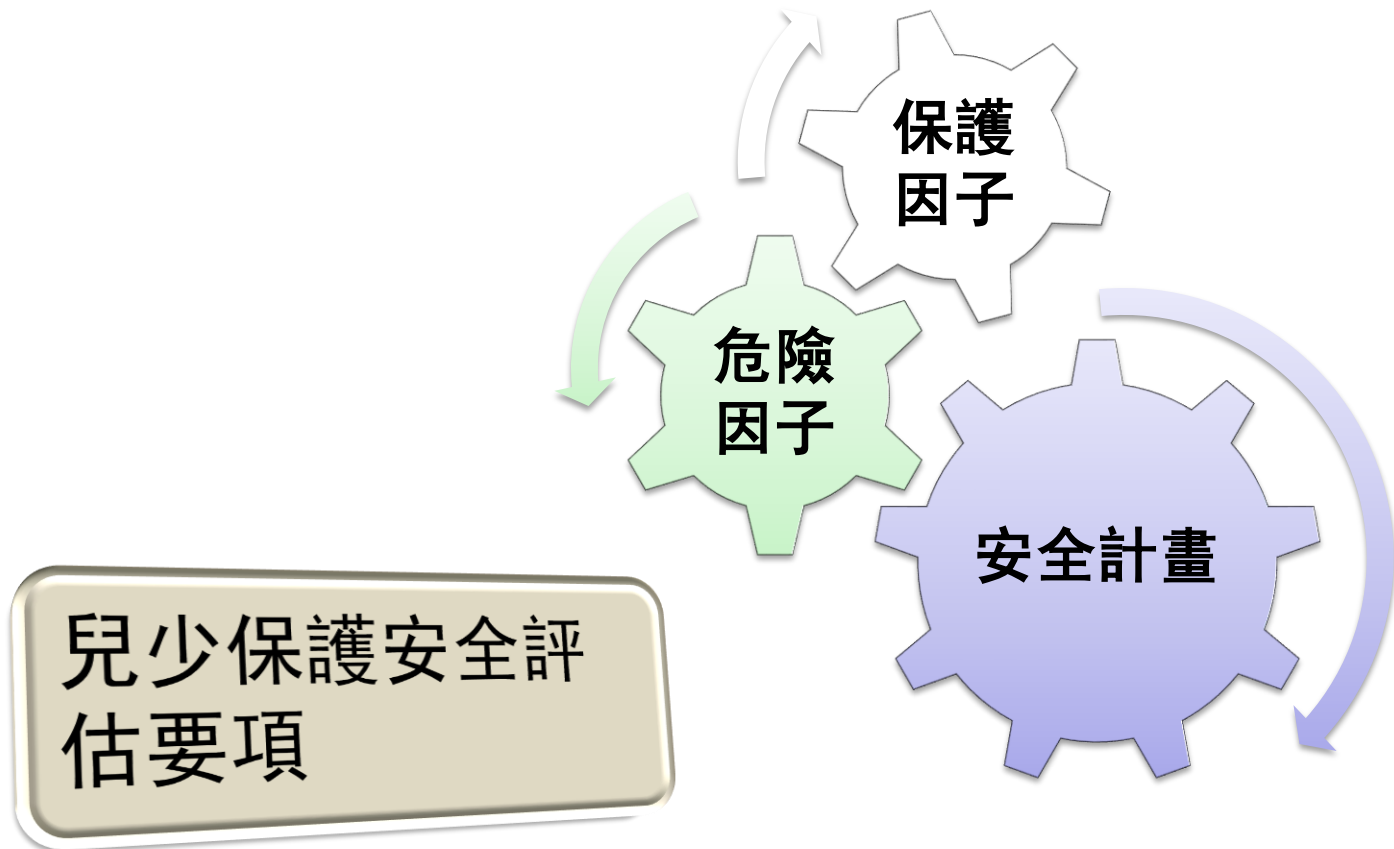 保護
因子
危險
因子
安全計畫
兒少保護安全評
估要項